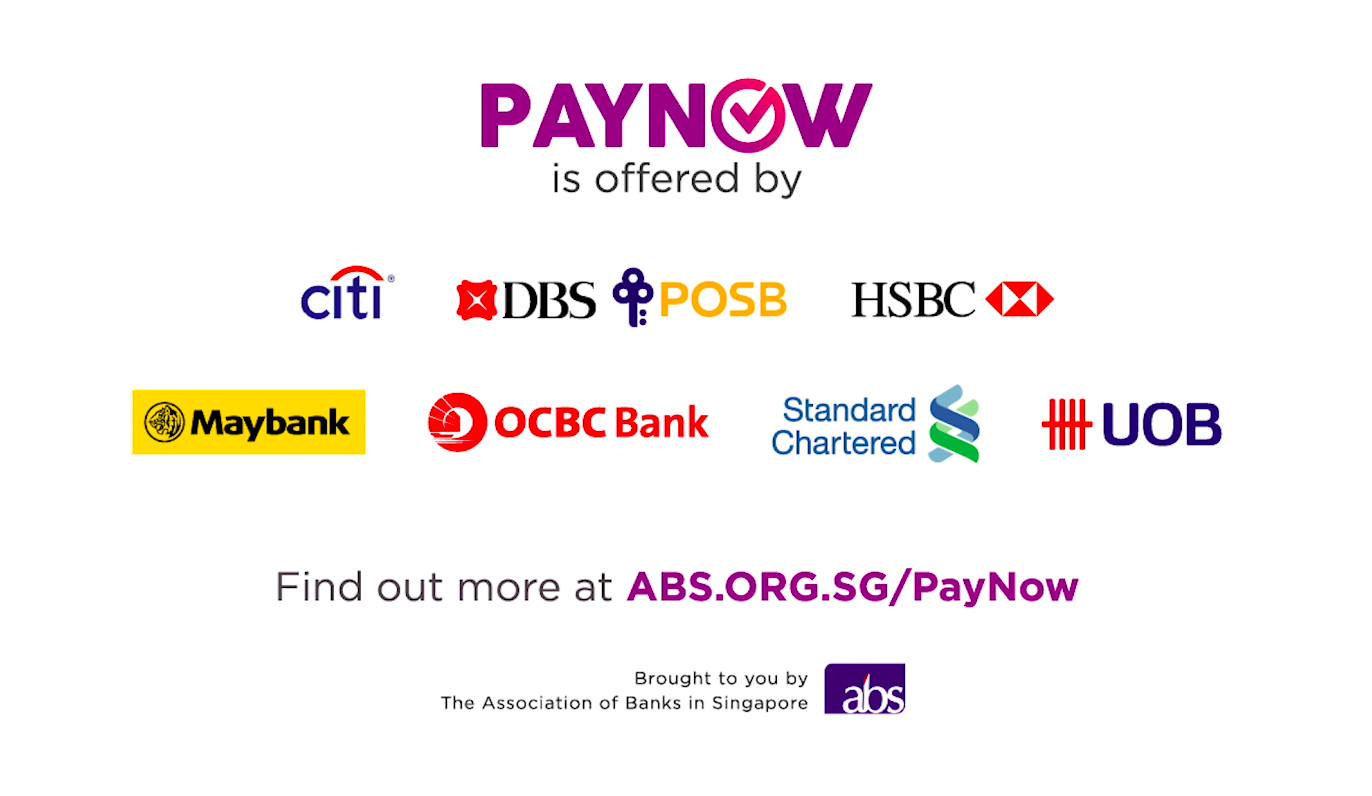 PAYNOW
is offered by
citi® DBS POSB HSBC
Maybank OCBC Bank Standard Chartered UOB
Find out more at ABS.ORG.SG/PayNow
Brought to you by
The Association of Banks in Singapore abs